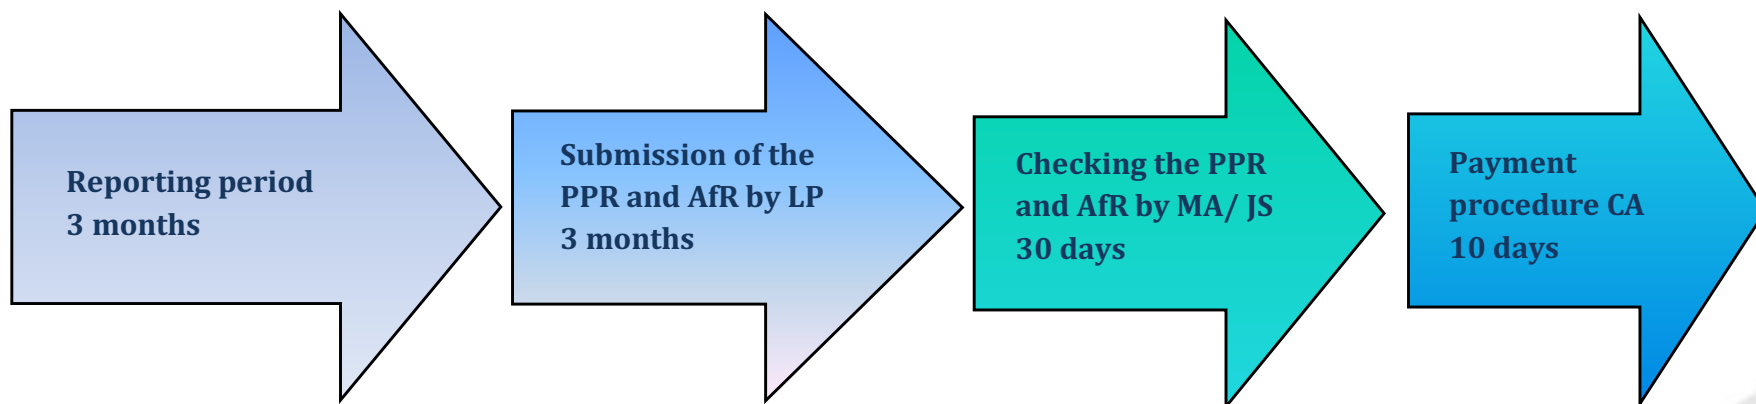 Reporting period
3 months
Submission of the
PPR and AfR by LP
3 months
Checking the PPR
and AfR by MA/ JS
30 days
Payment
procedure CA
10 days